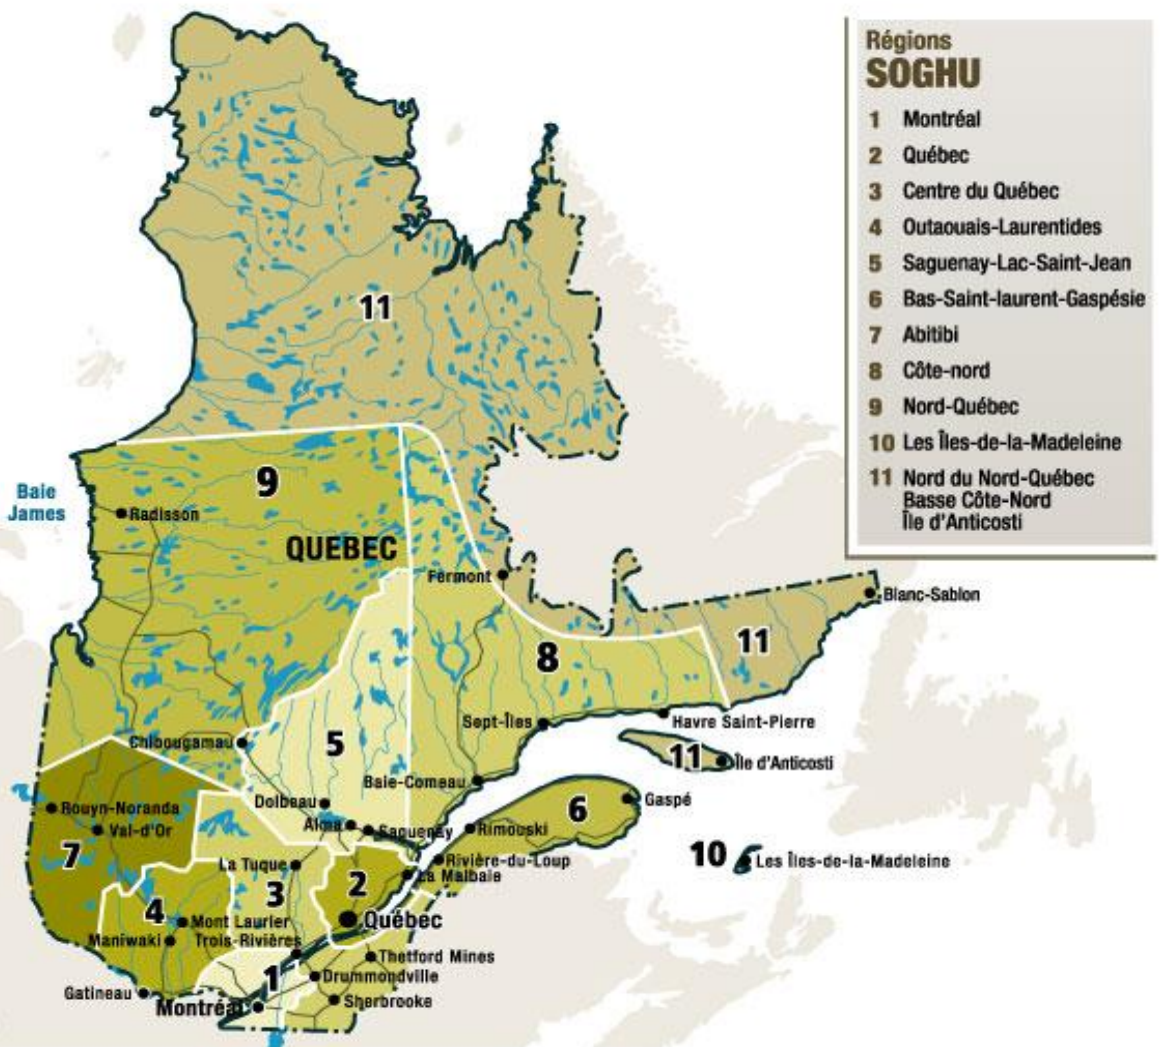 Régions
SOGHU
1 Montréal
2 Québec
3 Centre du Québec
4 Outaouais-Laurentides
5 Saguenay-Lac-Saint-Jean
6 Bas-Saint-laurent-Gaspésie
7 Abitibi
8 Côte-nord
9 Nord-Québec
10 Les Îles-de-la-Madeleine
11 Nord du Nord-Québec
Basse Côte-Nord
Île d'Anticosti
11
9
Baie
James
Radisson
QUEBEC
Fermont
Blanc-Sablon
11
8
Sept-Îles
Havre Saint-Pierre
Chibougamau
5
11
Île d'Anticosti
Baie-Comeau
Dolbeau
6
Gaspé
Rouyn-Noranda
Val-d'Or
Alma
Saguenay
Rimouski
7
10
Les Îles-de-la-Madeleine
La Tuque
Rivière-du-Loup
La Malbaie
2
3
4
Mont Laurier
Québec
Maniwaki
Trois-Rivières
Thetford Mines
1
Drummondville
Gatineau
Montréal
Sherbrooke